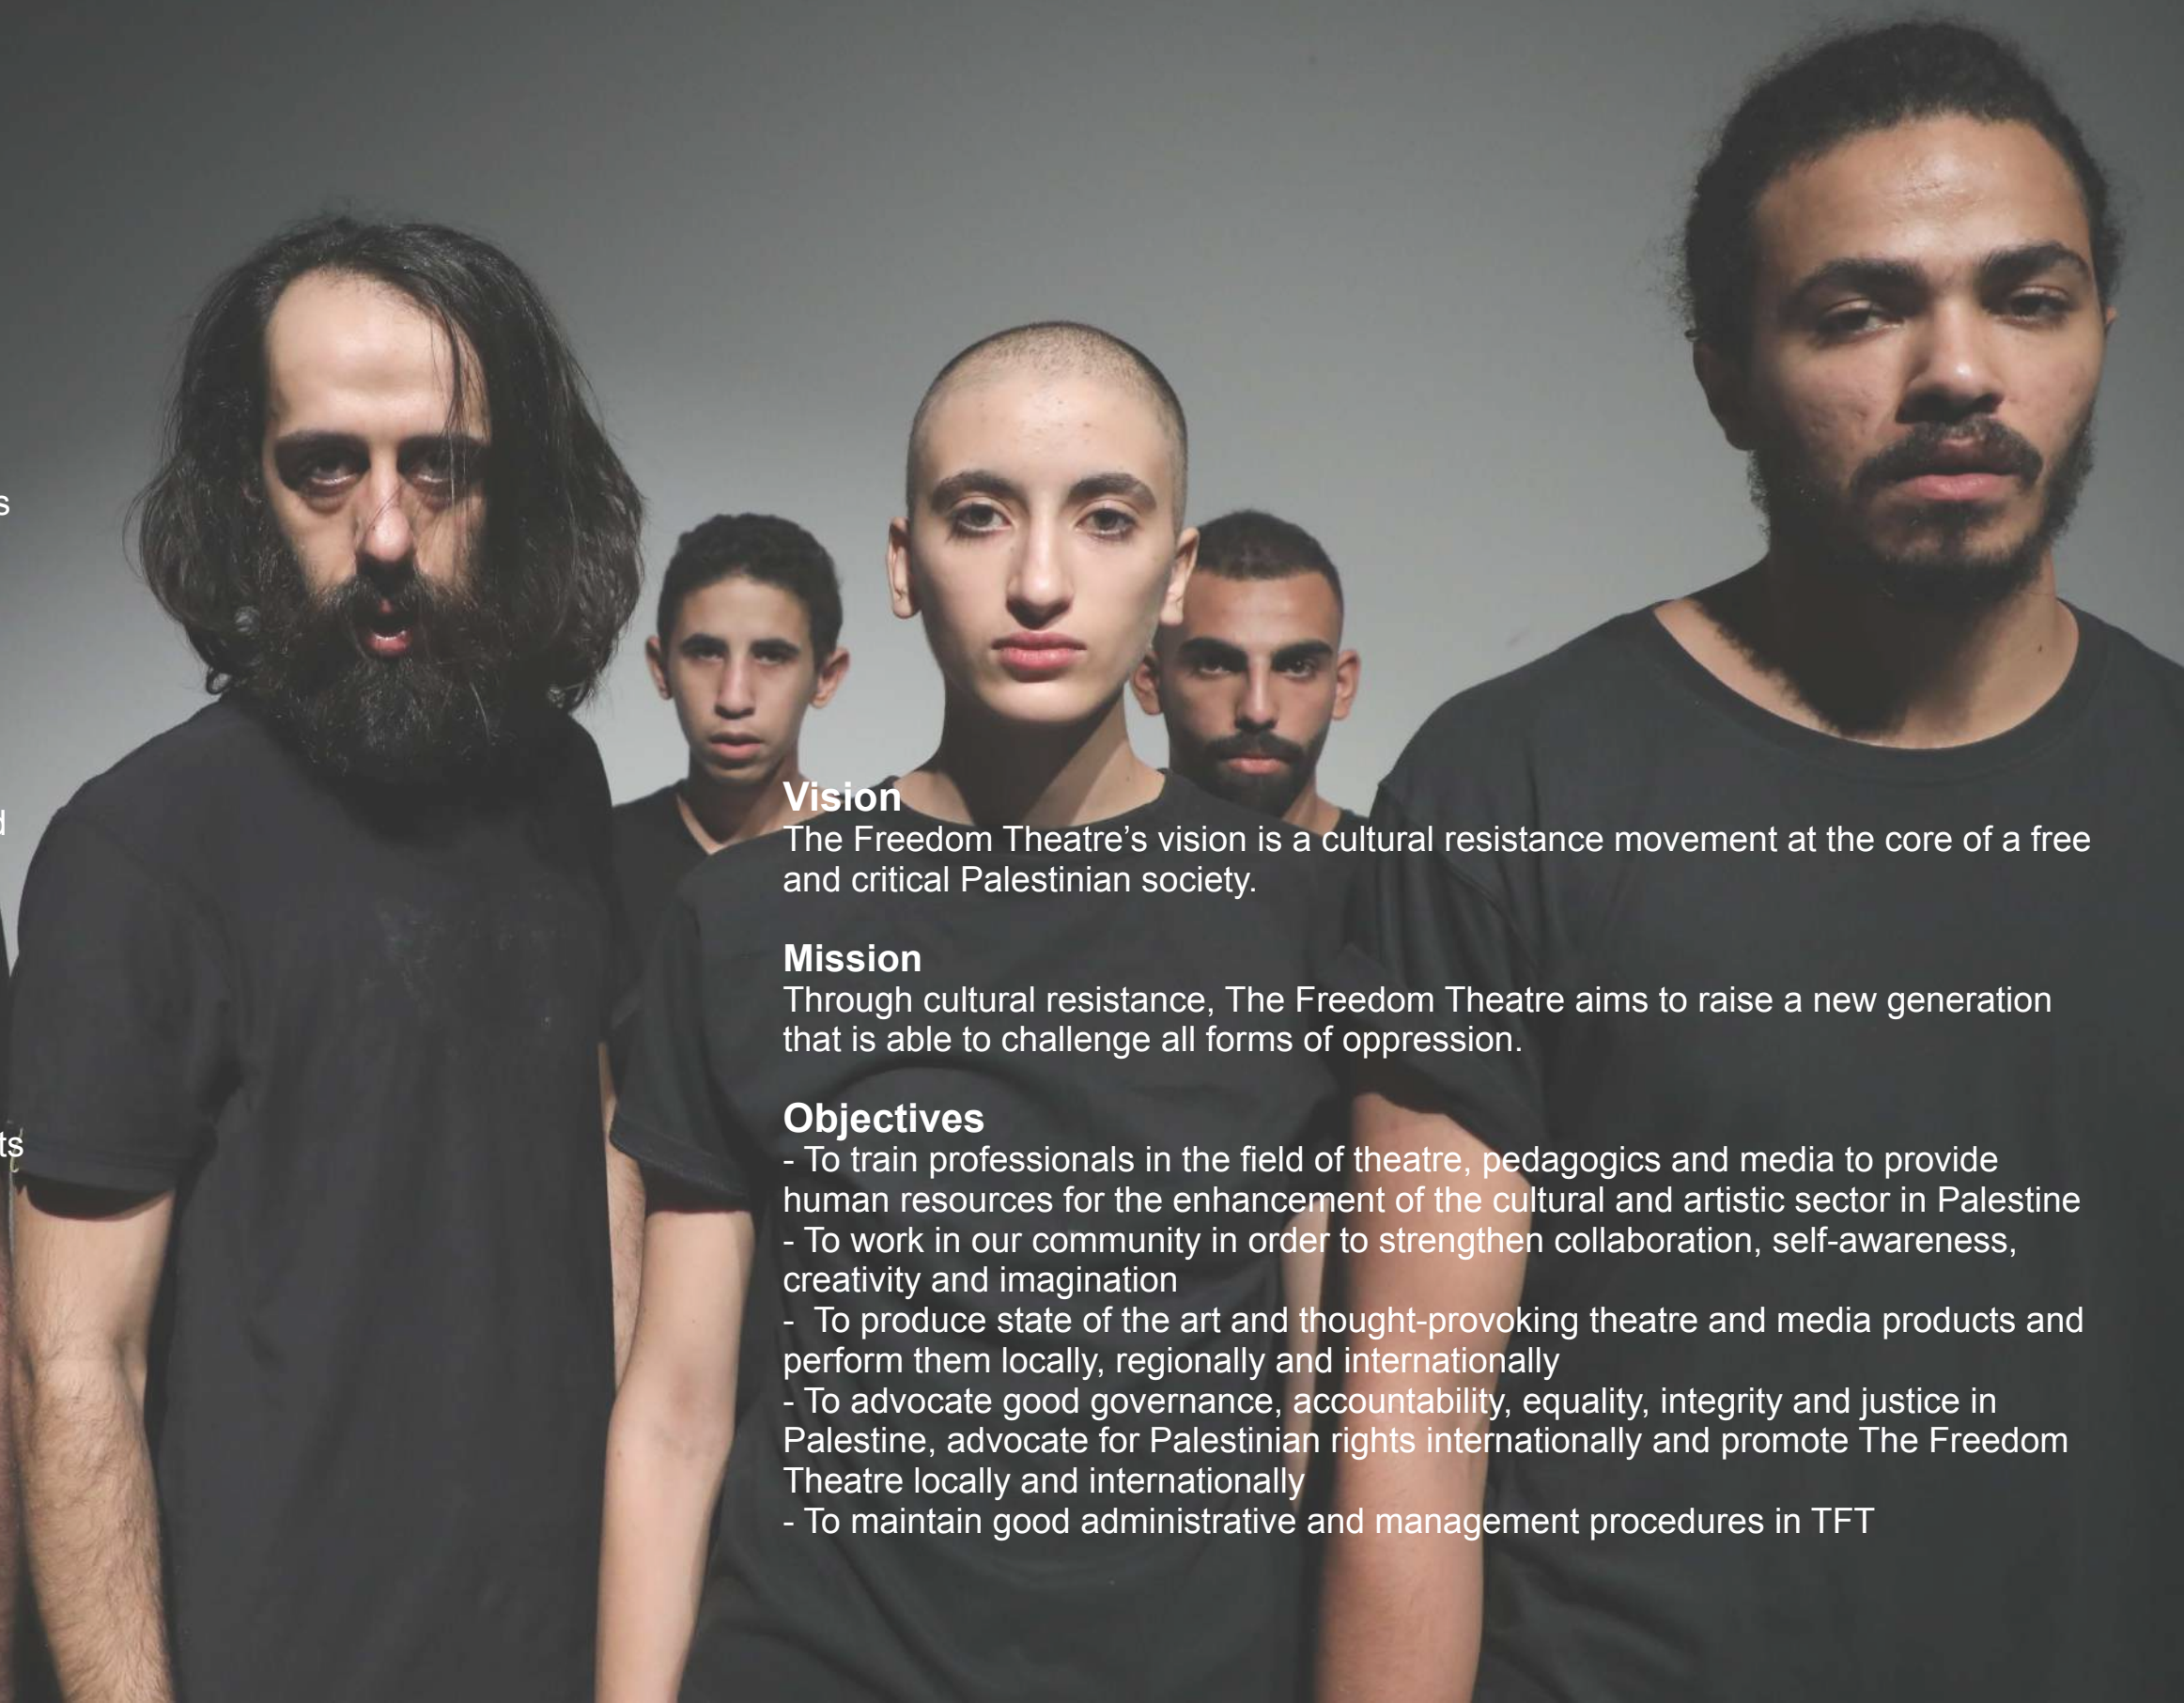 s
d
ts
Vision
The Freedom Theatre’s vision is a cultural resistance movement at the core of a free
and critical Palestinian society.
Mission
Through cultural resistance, The Freedom Theatre aims to raise a new generation
that is able to challenge all forms of oppression.
Objectives
- To train professionals in the field of theatre, pedagogics and media to provide
human resources for the enhancement of the cultural and artistic sector in Palestine
- To work in our community in order to strengthen collaboration, self-awareness,
creativity and imagination
-  To produce state of the art and thought-provoking theatre and media products and
perform them locally, regionally and internationally
- To advocate good governance, accountability, equality, integrity and justice in
Palestine, advocate for Palestinian rights internationally and promote The Freedom
Theatre locally and internationally
- To maintain good administrative and management procedures in TFT